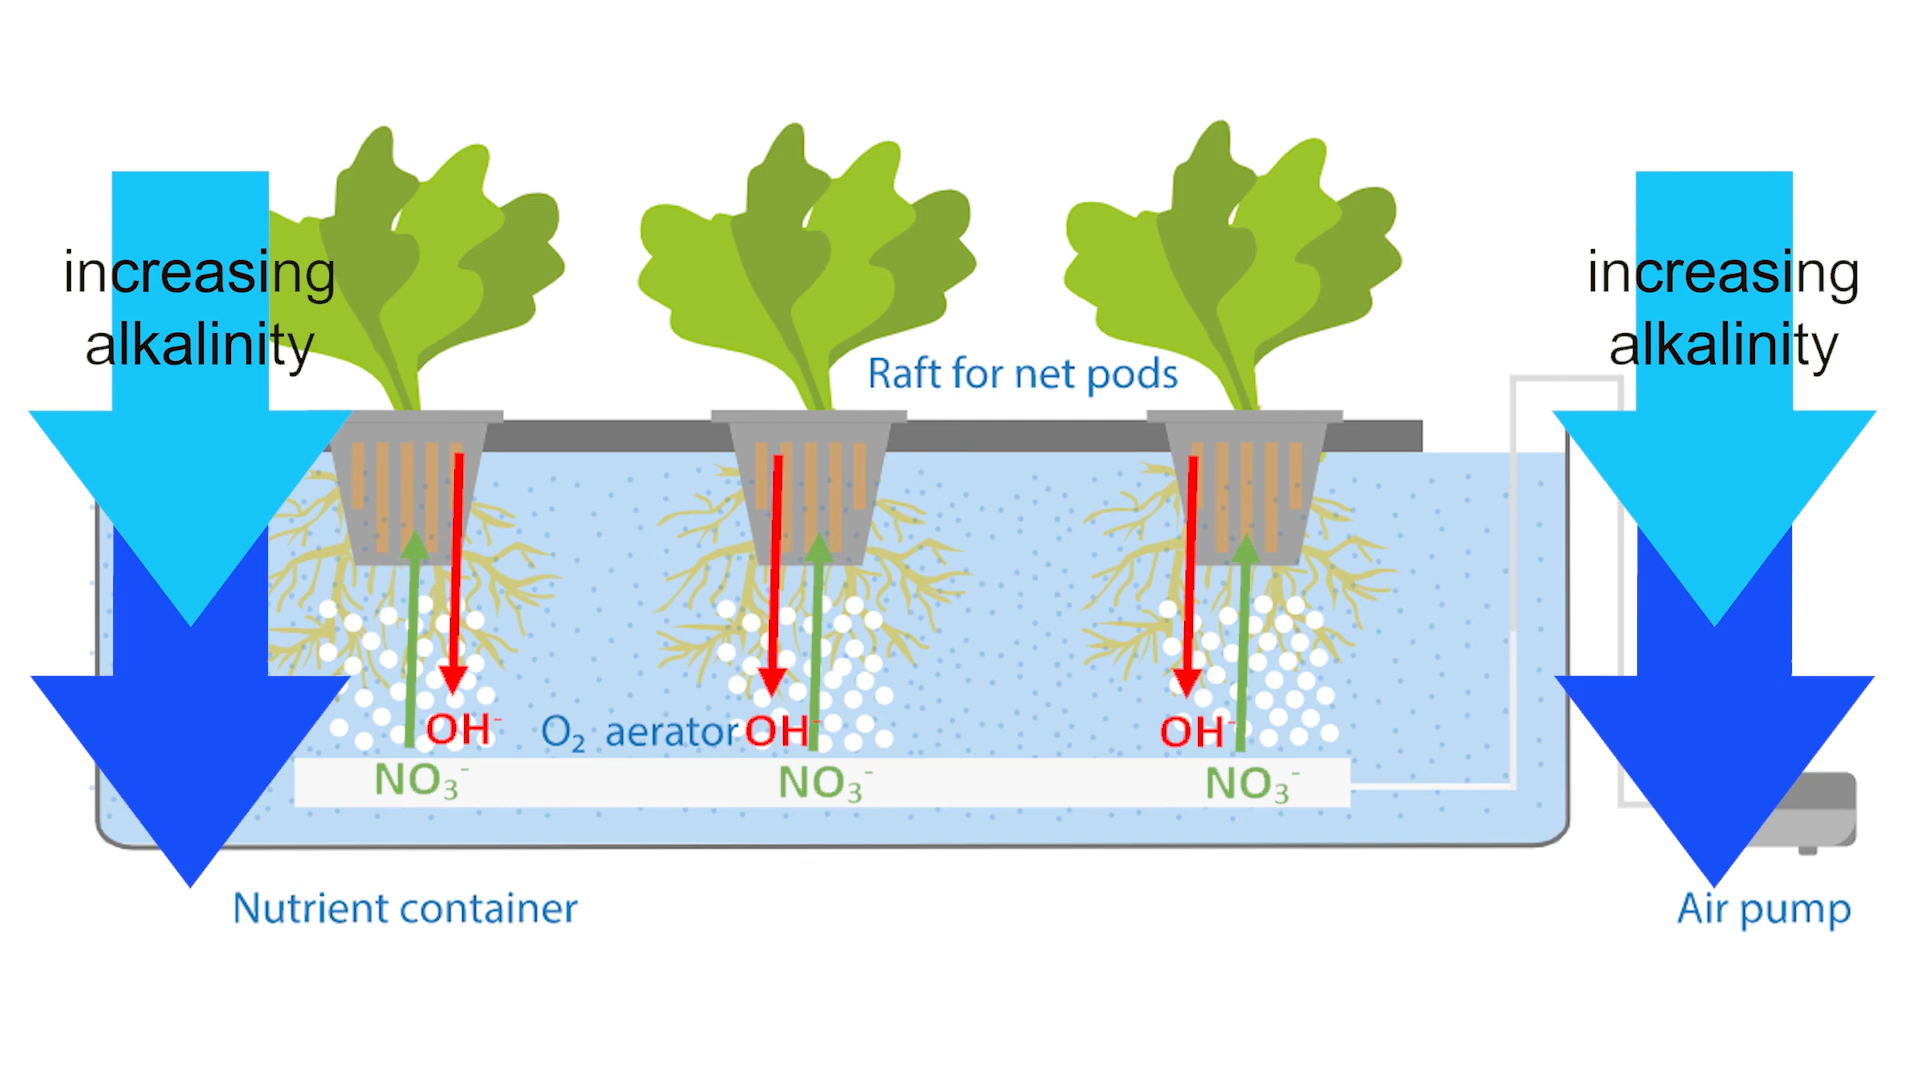 increasing
alkalinity
increasing
alkalinity
Raft for net pods
OH⁻
O₂ aerator
OH⁻
OH⁻
NO₃⁻
NO₃⁻
NO₃⁻
Nutrient container
Air pump